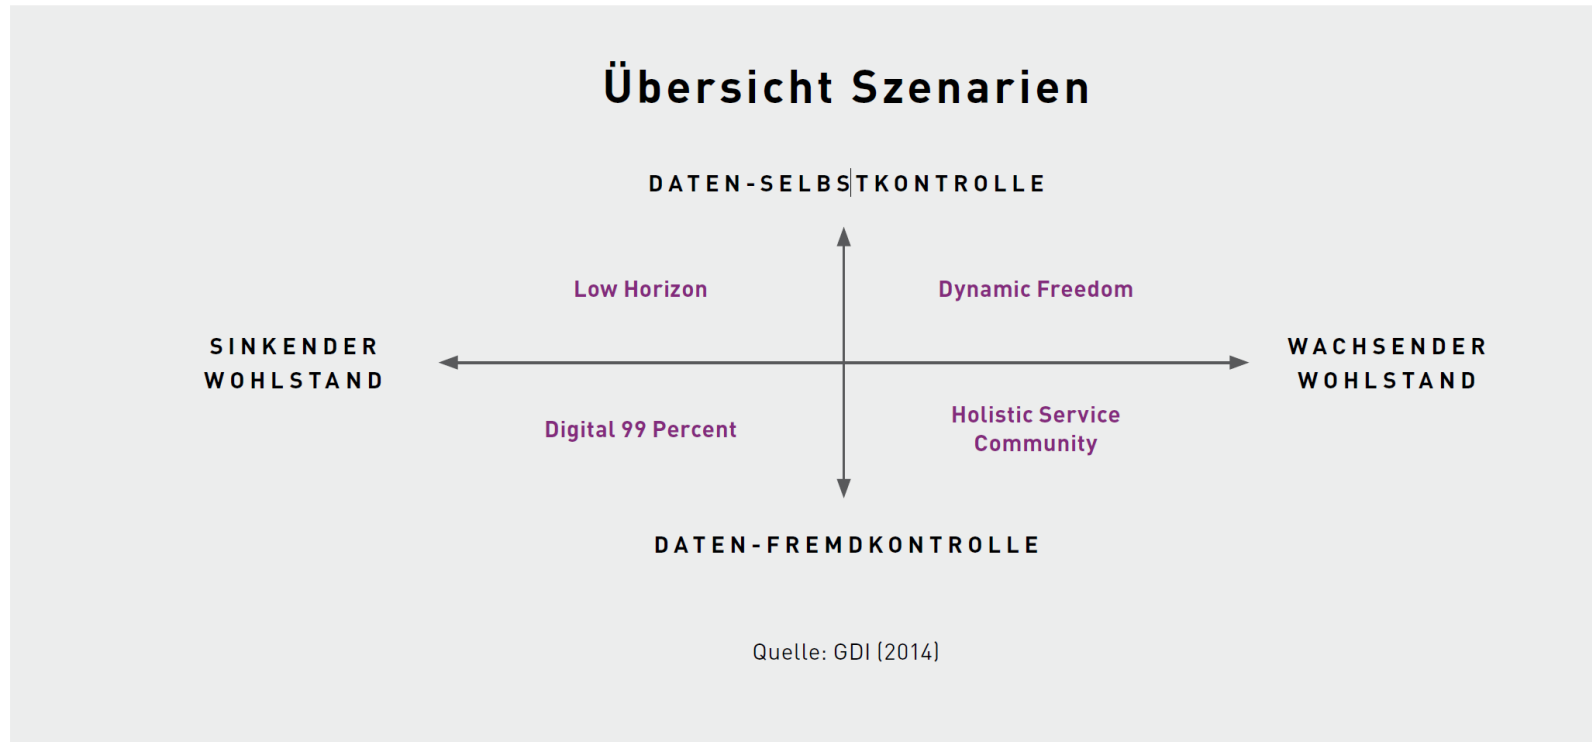 Übersicht Szenarien
DATEN-SELBSTKONTROLLE
Low Horizon
Dynamic Freedom
SINKENDER
WOHLSTAND
WACHSENDER
WOHLSTAND
Digital 99 Percent
Holistic Service
Community
DATEN-FREMDKONTROLLE
Quelle: GDI (2014)